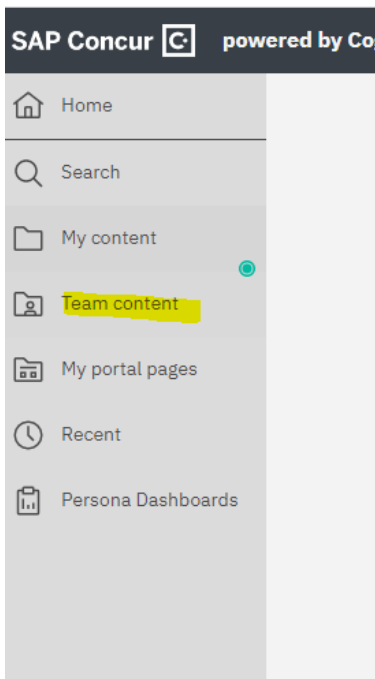 SAP Concur C powered by Co
Home
Search
My content
Team content
My portal pages
Recent
Persona Dashboards